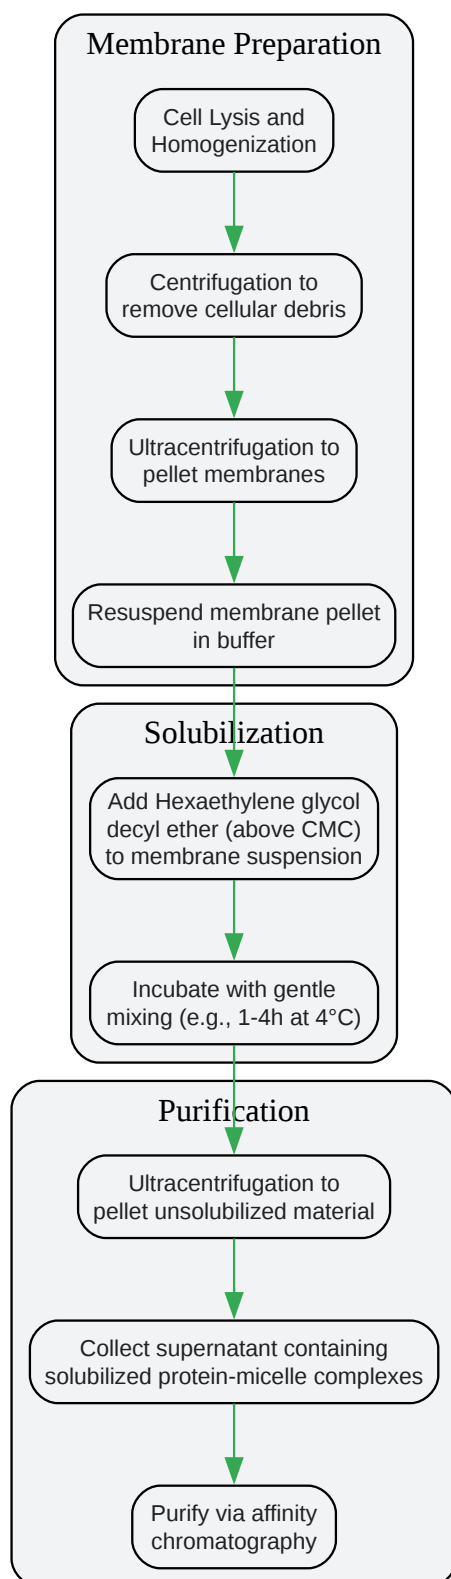 Membrane Preparation
Cell Lysis and
Homogenization
Centrifugation to
remove cellular debris
Ultracentrifugation to
pellet membranes
Resuspend membrane pellet
in buffer
Solubilization
Add Hexaethylene glycol
decyl ether (above CMC)
to membrane suspension
Incubate with gentle
mixing (e.g., 1-4h at 4°C)
Purification
Ultracentrifugation to
pellet unsolubilized material
Collect supernatant containing
solubilized protein-micelle complexes
Purify via affinity
chromatography